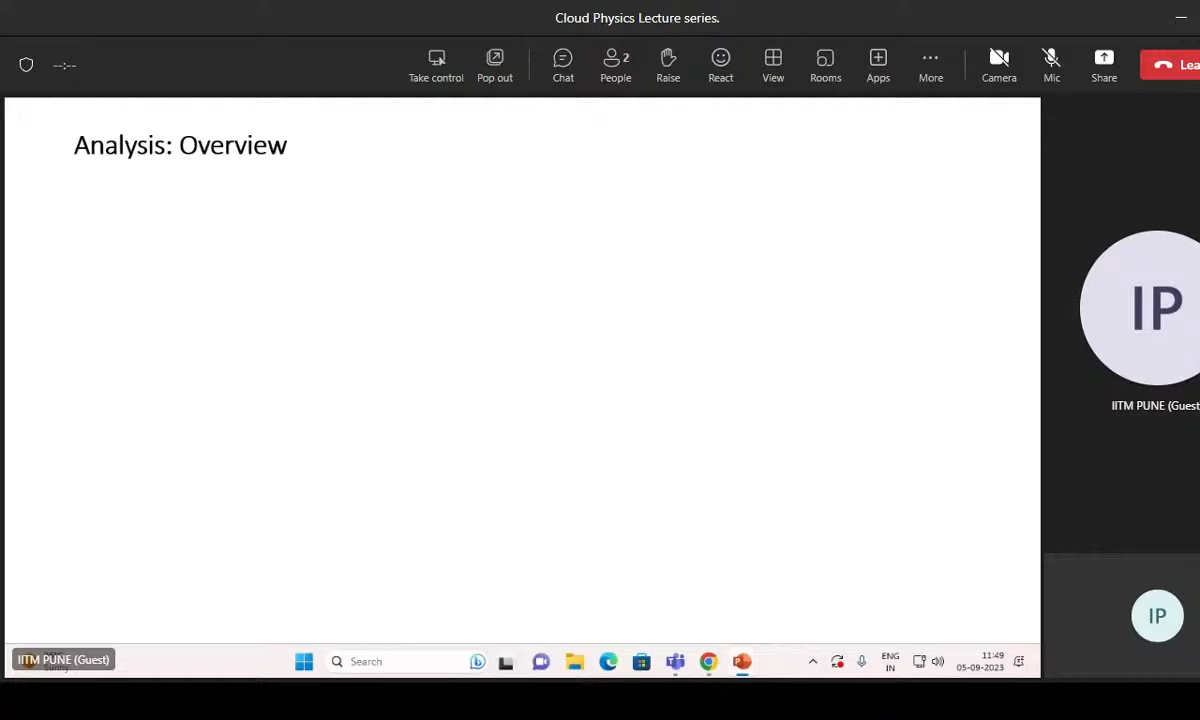 Cloud Physics Lecture series.
--:--
Take control
Pop out
Chat
People
2
Raise
React
View
Rooms
Apps
More
Camera
Mic
Share
Lea
Analysis: Overview
IP
IITM PUNE (Guest
IP
IITM PUNE (Guest)
Search
ENG
IN
11:49
05-09-2023